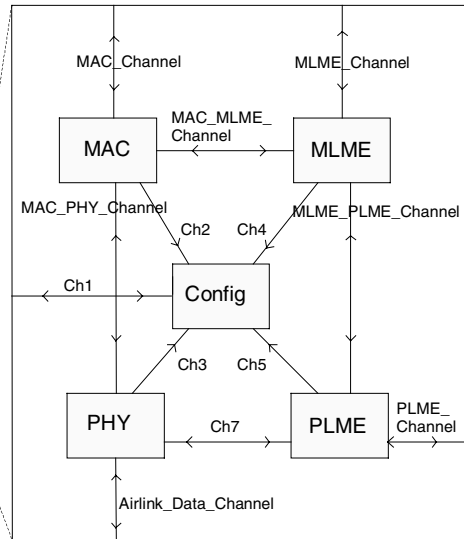 MAC_Channel
MLME_Channel
MAC_MLME_
Channel
MAC
MLME
MAC_PHY_Channel
MLME_PLME_Channel
Ch2
Ch4
Ch1
Config
Ch3
Ch5
PHY
Ch7
PLME
PLME_
Channel
Airlink_Data_Channel